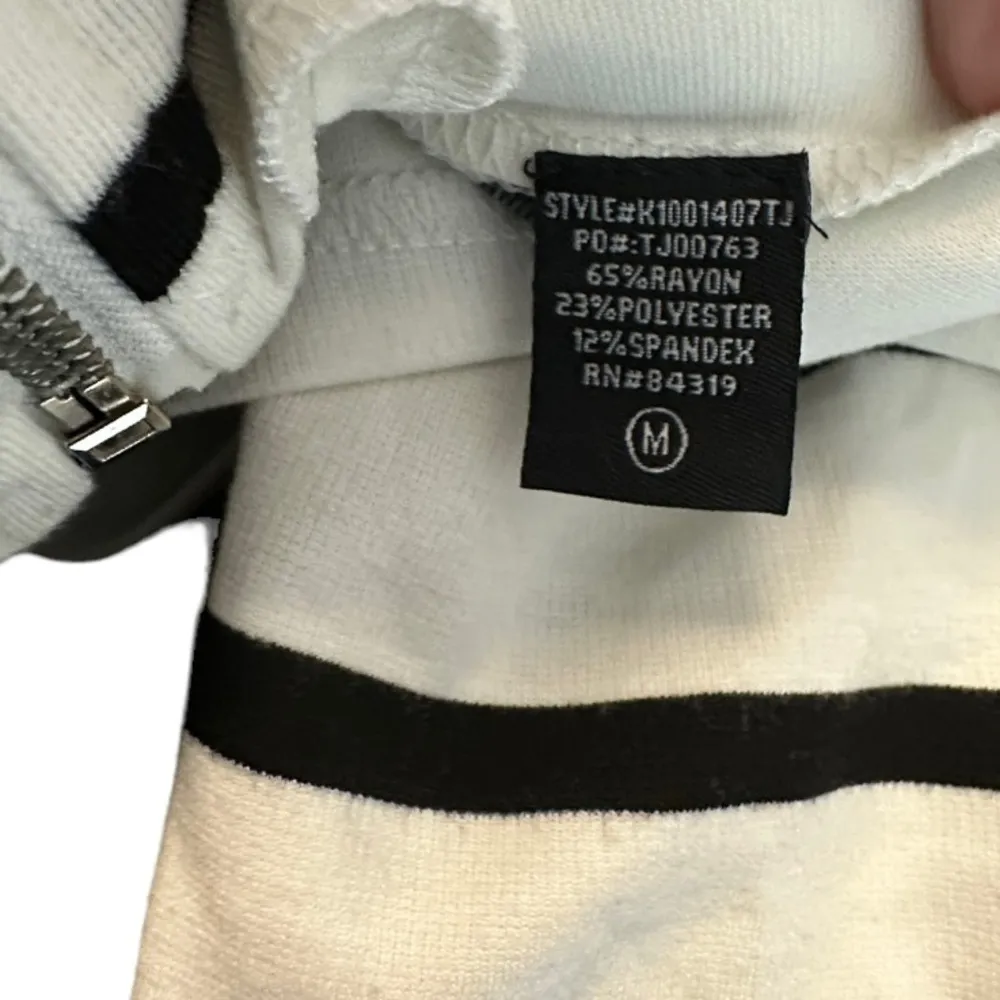 STYLE#K1001407TJ
PO#:TJ00763
65%RAYON
23%POLYESTER
12%SPANDEX
RN#84319
M